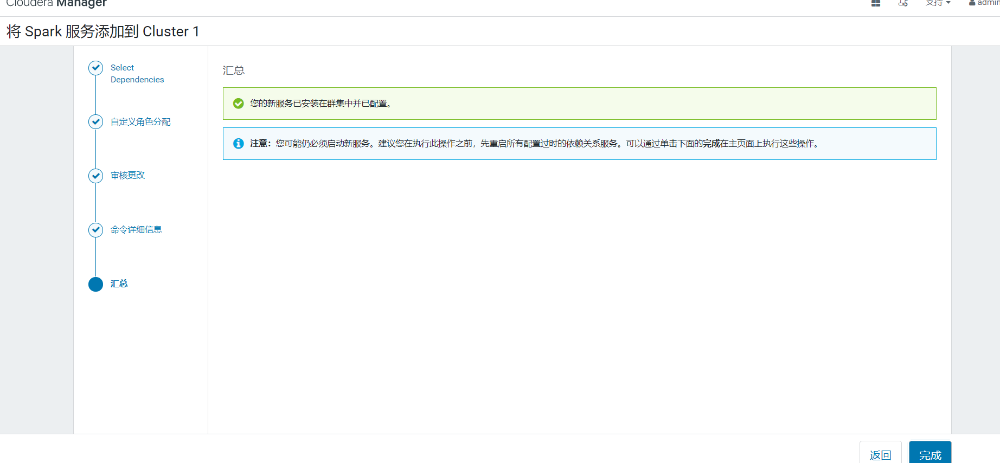 Cloudera Manager
支持
admin
将 Spark 服务添加到 Cluster 1
Select
Dependencies
自定义角色分配
审核更改
命令详细信息
汇总
汇总
您的新服务已安装在群集中并已配置。
注意：您可能仍必须启动新服务。建议您在执行此操作之前，先重启所有配置过时的依赖关系服务。可以通过单击下面的完成在主页面上执行这些操作。
返回
完成